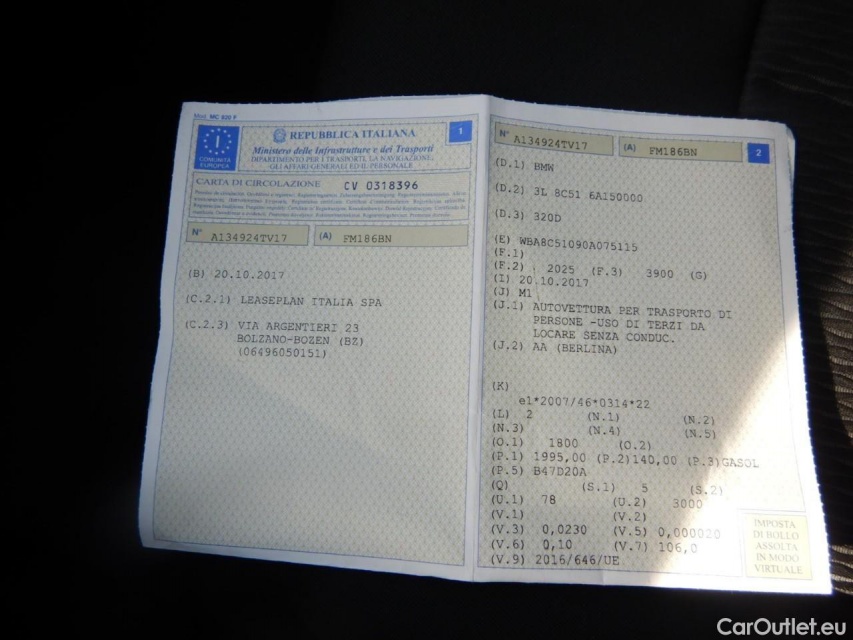 Mod. MC 820 F
I
COMUNITÀ
EUROPEA
REPUBBLICA ITALIANA
1
Ministero delle Infrastrutture e dei Trasporti
DIPARTIMENTO PER I TRASPORTI, LA NAVIGAZIONE,
GLI AFFARI GENERALI ED IL PERSONALE
CARTA DI CIRCOLAZIONE CV 0318396
N° A134924TV17 (A) FM186BN
(B) 20.10.2017
(C.2.1) LEASEPLAN ITALIA SPA
(C.2.3) VIA ARGENTIERI 23
BOLZANO-BOZEN (BZ)
(06496050151)
N° A134924TV17 (A) FM186BN 2
(D.1) BMW
(D.2) 3L 8C51 6A150000
(D.3) 320D
(E) WBA8C51090A075115
(F.1)
(F.2) 2025 (F.3) 3900 (G)
(I) 20.10.2017
(J) M1
(J.1) AUTOVETTURA PER TRASPORTO DI
PERSONE -USO DI TERZI DA
LOCARE SENZA CONDUC.
(J.2) AA (BERLINA)
(K)
e1*2007/46*0314*22
(L) 2 (N.1) (N.2)
(N.3) (N.4) (N.5)
(O.1) 1800 (O.2)
(P.1) 1995,00 (P.2)140,00 (P.3)GASOL
(P.5) B47D20A
(Q) (S.1) 5 (S.2)
(U.1) 78 (U.2) 3000
(V.1) (V.2)
(V.3) 0,0230 (V.5) 0,000020
(V.6) 0,10 (V.7) 106,0
(V.9) 2016/646/UE
IMPOSTA
DI BOLLO
ASSOLTA
IN MODO
VIRTUALE
CarOutlet.eu